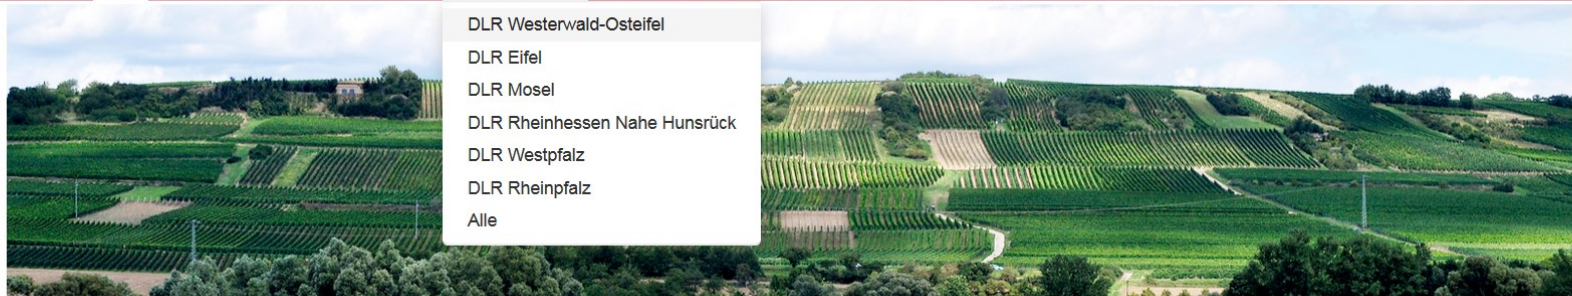 DLR Westerwald-Osteifel
DLR Eifel
DLR Mosel
DLR Rheinhessen Nahe Hunsrück
DLR Westpfalz
DLR Rheinpfalz
Alle